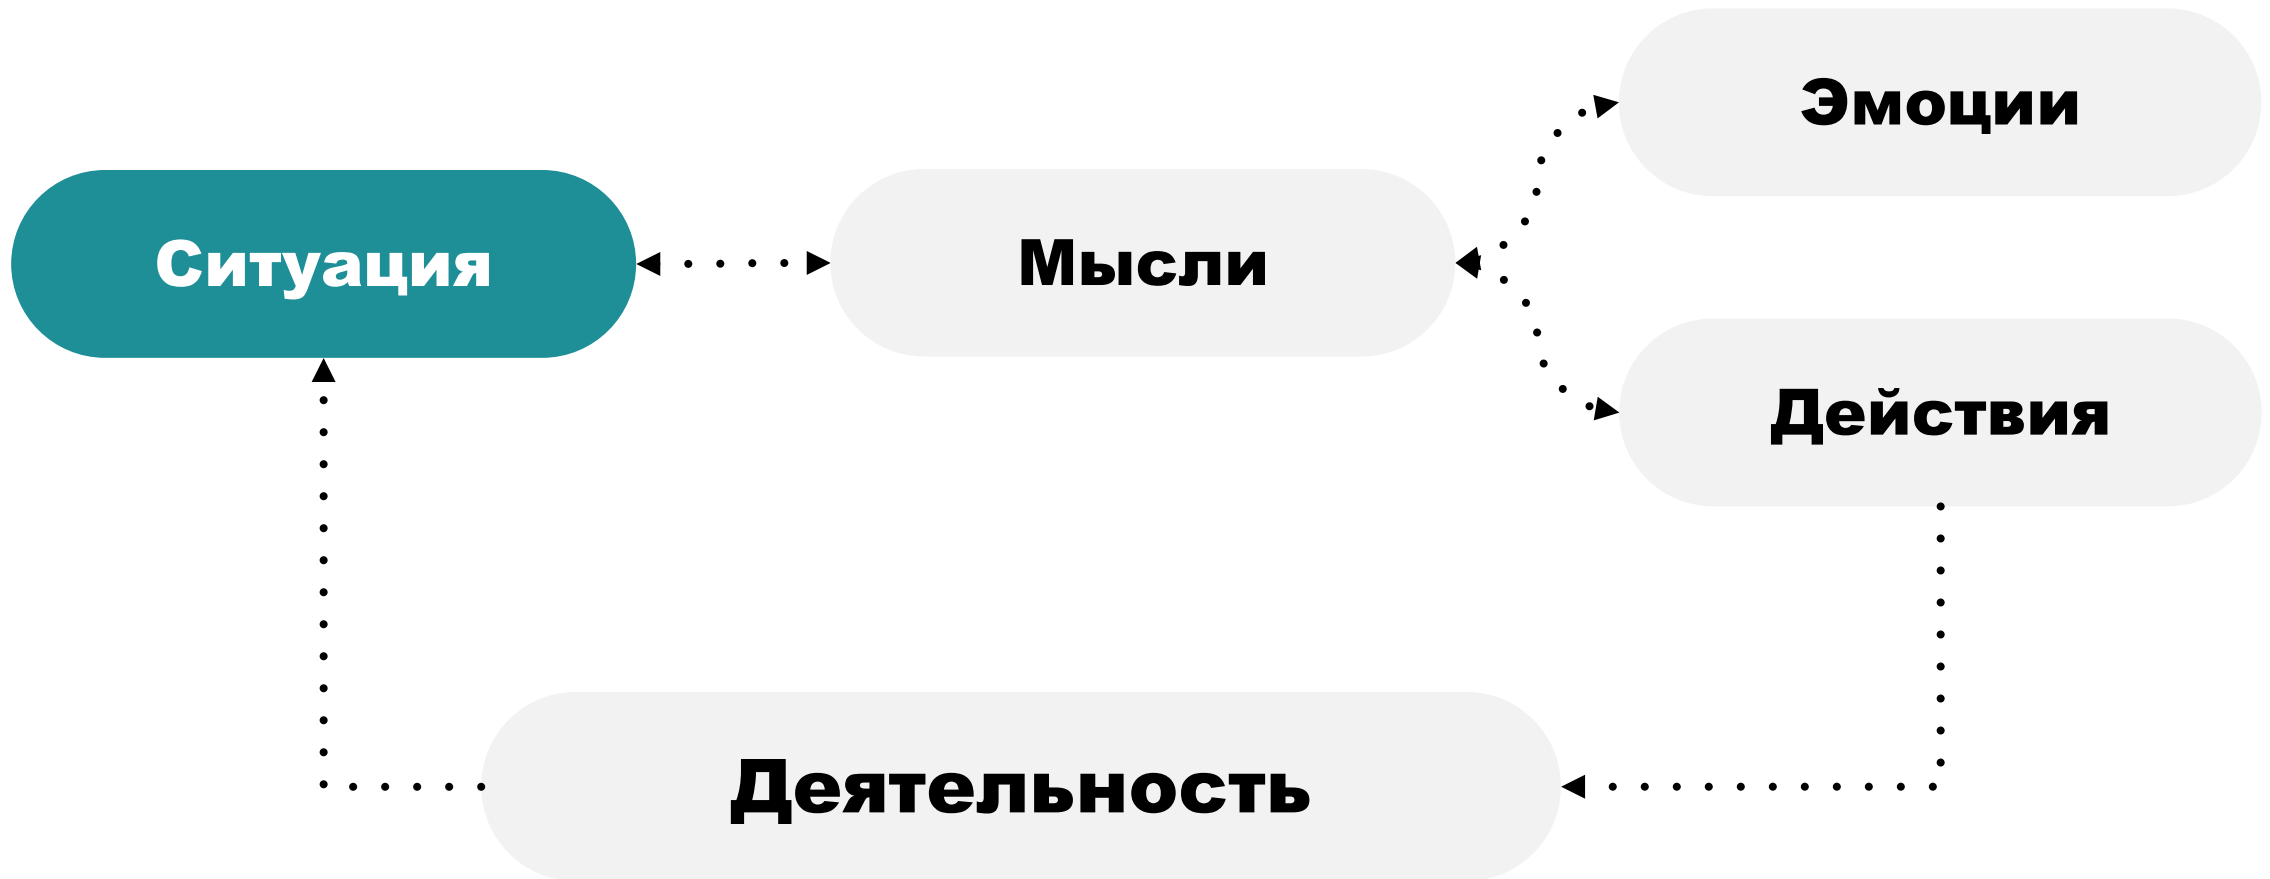 Эмоции
Ситуация
Мысли
Действия
Деятельность